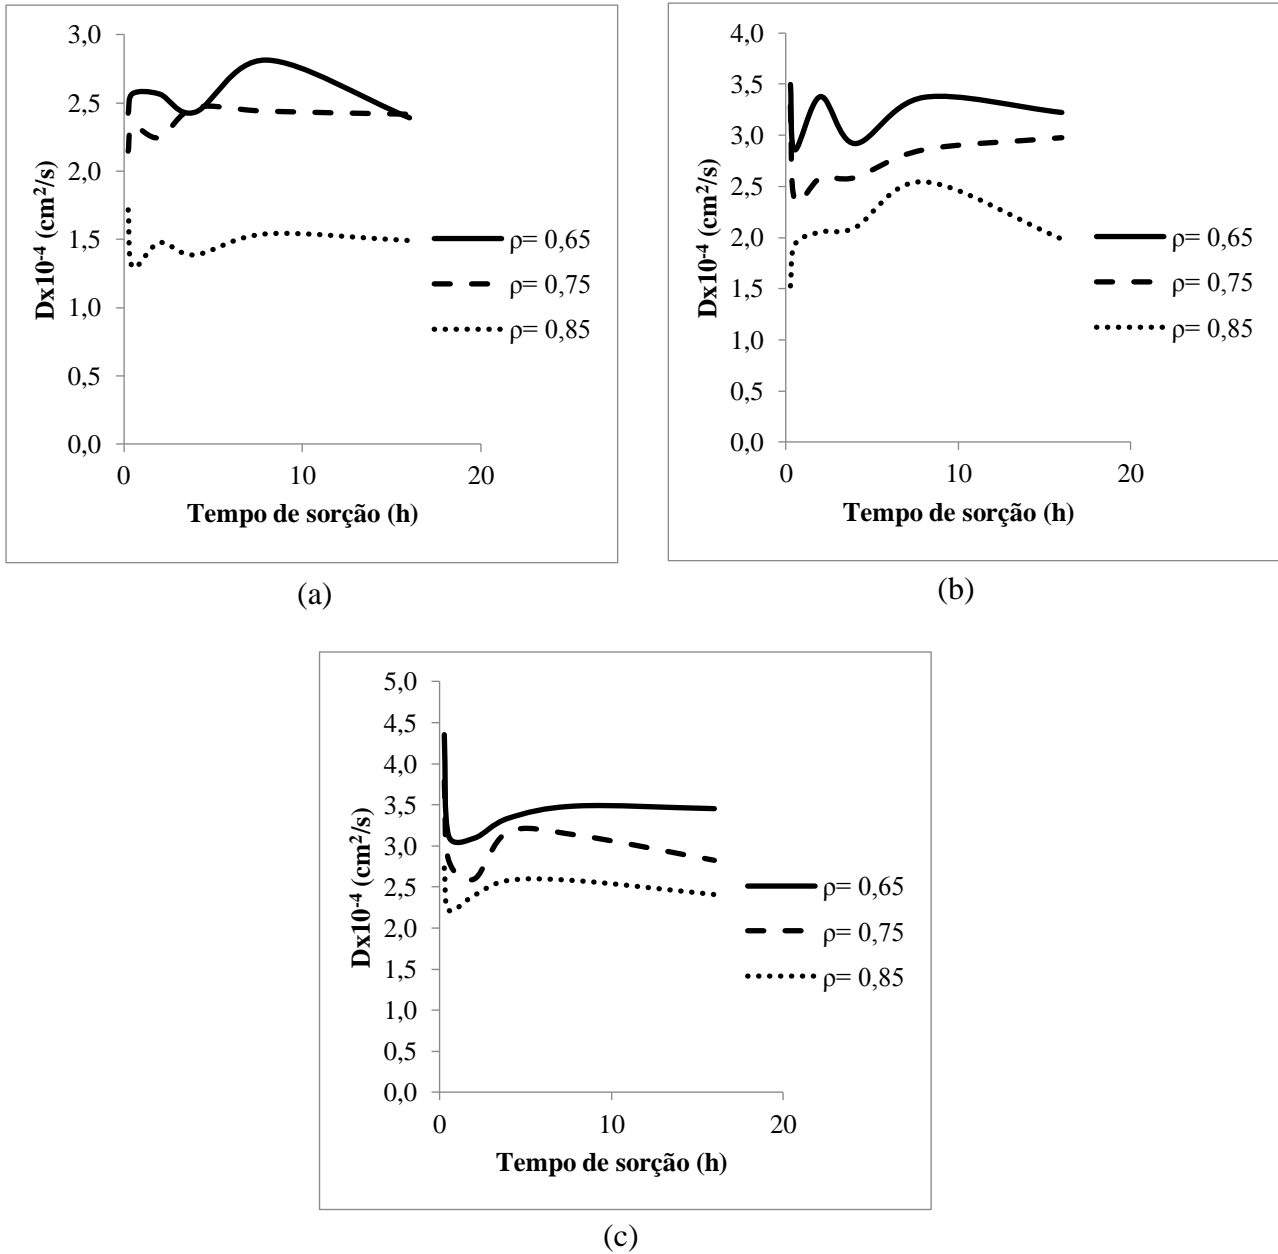 3,0
2,5
2,0
1,5
1,0
0,5
0,0
Dx10⁻⁴ (cm²/s)
0 10 20
Tempo de sorção (h)
ρ= 0,65
ρ= 0,75
ρ= 0,85
(a)
4,0
3,5
3,0
2,5
2,0
1,5
1,0
0,5
0,0
Dx10⁻⁴ (cm²/s)
0 10 20
Tempo de sorção (h)
ρ= 0,65
ρ= 0,75
ρ= 0,85
(b)
5,0
4,5
4,0
3,5
3,0
2,5
2,0
1,5
1,0
0,5
0,0
Dx10⁻⁴ (cm²/s)
0 10 20
Tempo de sorção (h)
ρ= 0,65
ρ= 0,75
ρ= 0,85
(c)